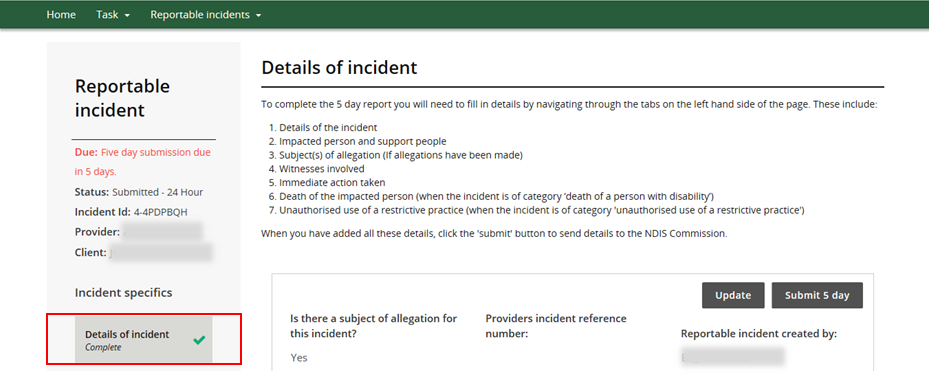 Home Task Reportable incidents
Reportable
incident
Due: Five day submission due
in 5 days.
Status: Submitted - 24 Hour
Incident Id: 4-4PDPBQH
Provider:
Client:
Incident specifics
Details of incident
Complete
Details of incident
To complete the 5 day report you will need to fill in details by navigating through the tabs on the left hand side of the page. These include:
1. Details of the incident
2. Impacted person and support people
3. Subject(s) of allegation (If allegations have been made)
4. Witnesses involved
5. Immediate action taken
6. Death of the impacted person (when the incident is of category 'death of a person with disability')
7. Unauthorised use of a restrictive practice (when the incident is of category 'unauthorised use of a restrictive practice')
When you have added all these details, click the 'submit' button to send details to the NDIS Commission.
Update Submit 5 day
Is there a subject of allegation for
this incident?
Yes
Providers incident reference
number:
Reportable incident created by: